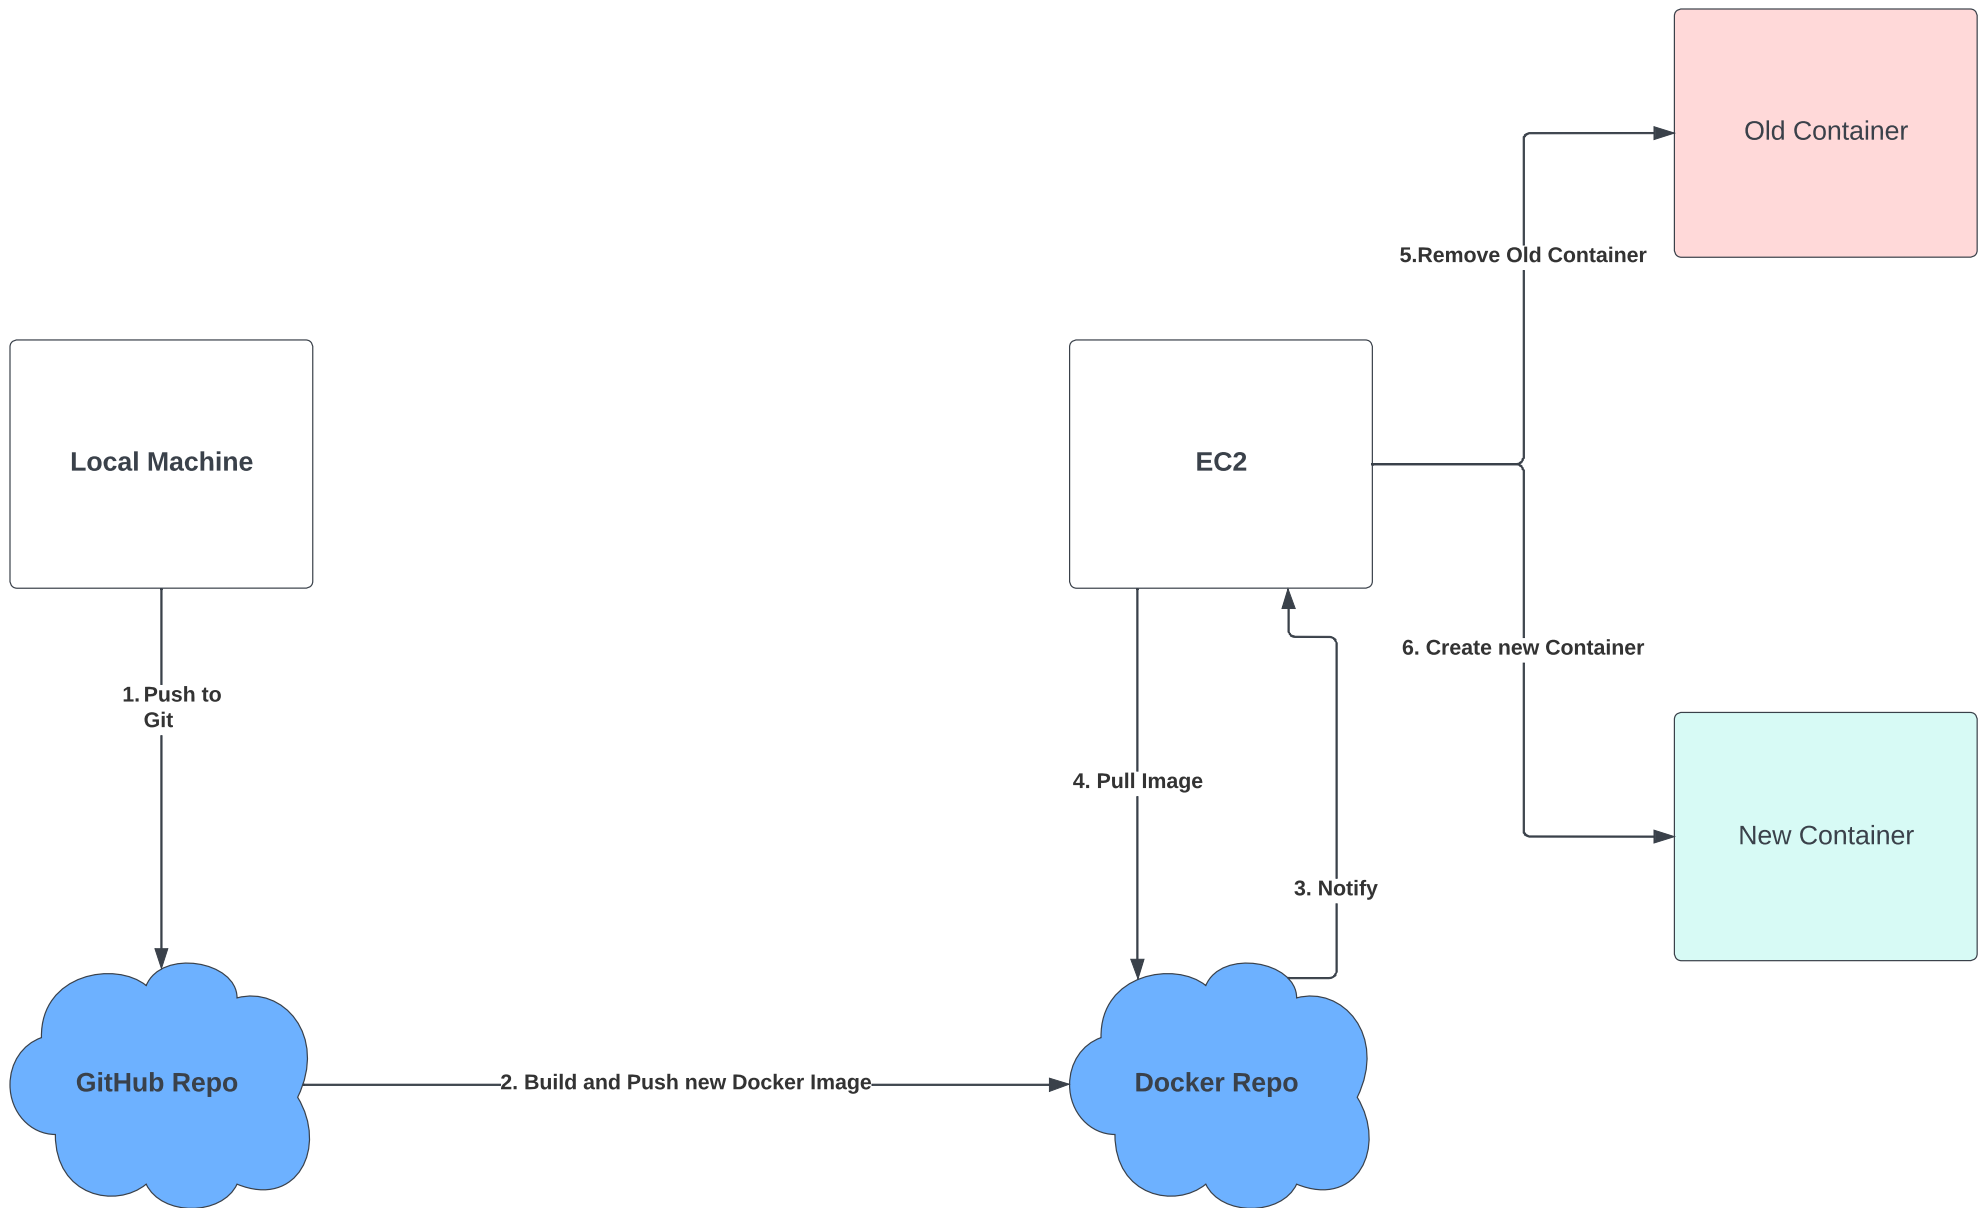 Old Container
5.Remove Old Container
Local Machine
EC2
6. Create new Container
1. Push to
Git
4. Pull Image
New Container
3. Notify
GitHub Repo
2. Build and Push new Docker Image
Docker Repo